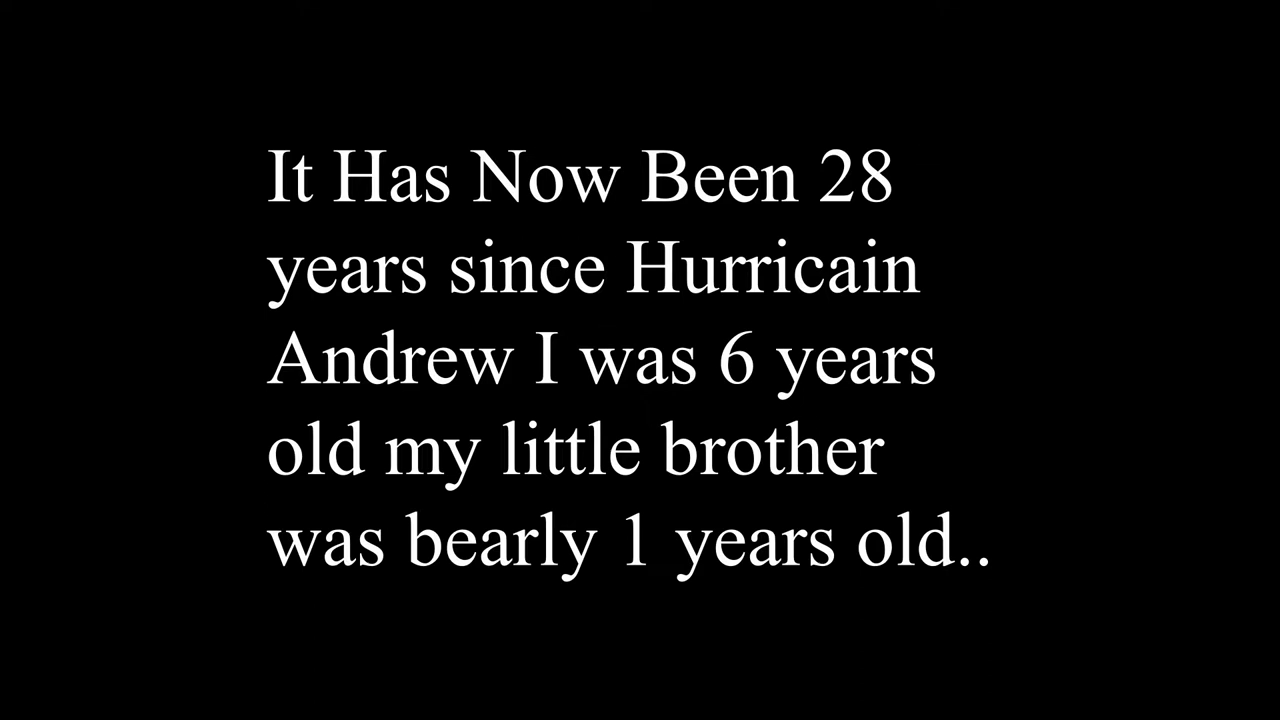 It Has Now Been 28
years since Hurricain
Andrew I was 6 years
old my little brother
was bearly 1 years old..